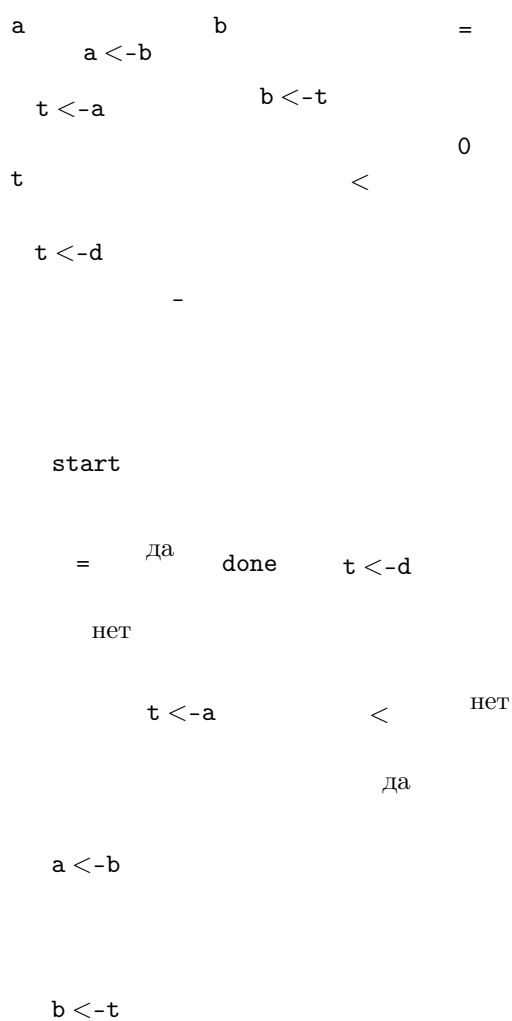 a b =
a <-b
b <-t
t <-a
0
t <
t <-d
-
start
да
= done t <-d
нет
нет
t <-a <
да
a <-b
b <-t